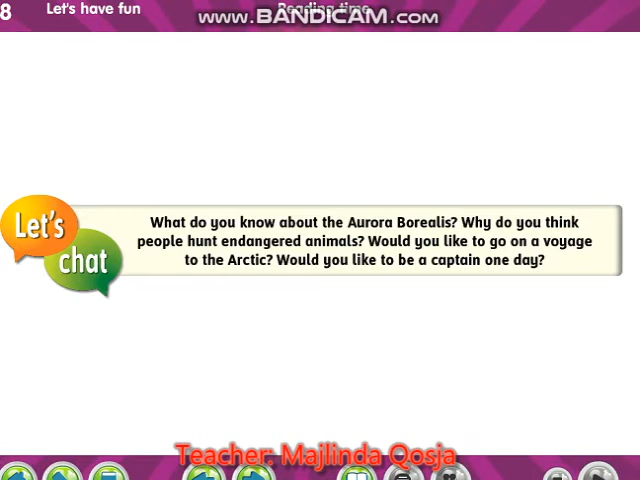 8 Let's have fun Reading time
www.BANDICAM.com
Let's
chat
What do you know about the Aurora Borealis? Why do you think
people hunt endangered animals? Would you like to go on a voyage
to the Arctic? Would you like to be a captain one day?
Teacher: Majlinda Qosja